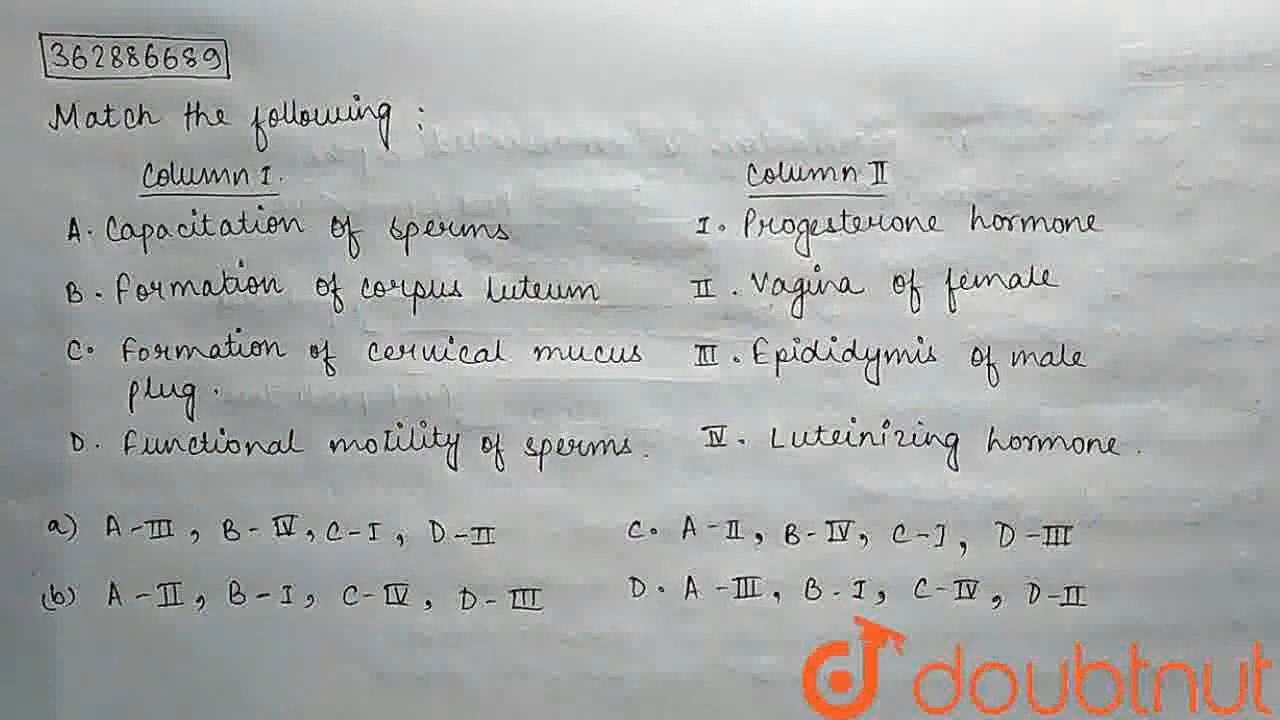 362886689
Match the following :
Column I. Column II
A. Capacitation of sperms I. Progesterone hormone
B. Formation of corpus luteum II. Vagina of female
C. Formation of cervical mucus III. Epididymis of male
plug.
D. Functional motility of sperms. IV. Luteinizing hormone.
a) A-III, B-IV, C-I, D-II C. A-II, B-IV, C-I, D-III
(b) A-II, B-I, C-IV, D-III D. A-III, B-I, C-IV, D-II
doubtnut